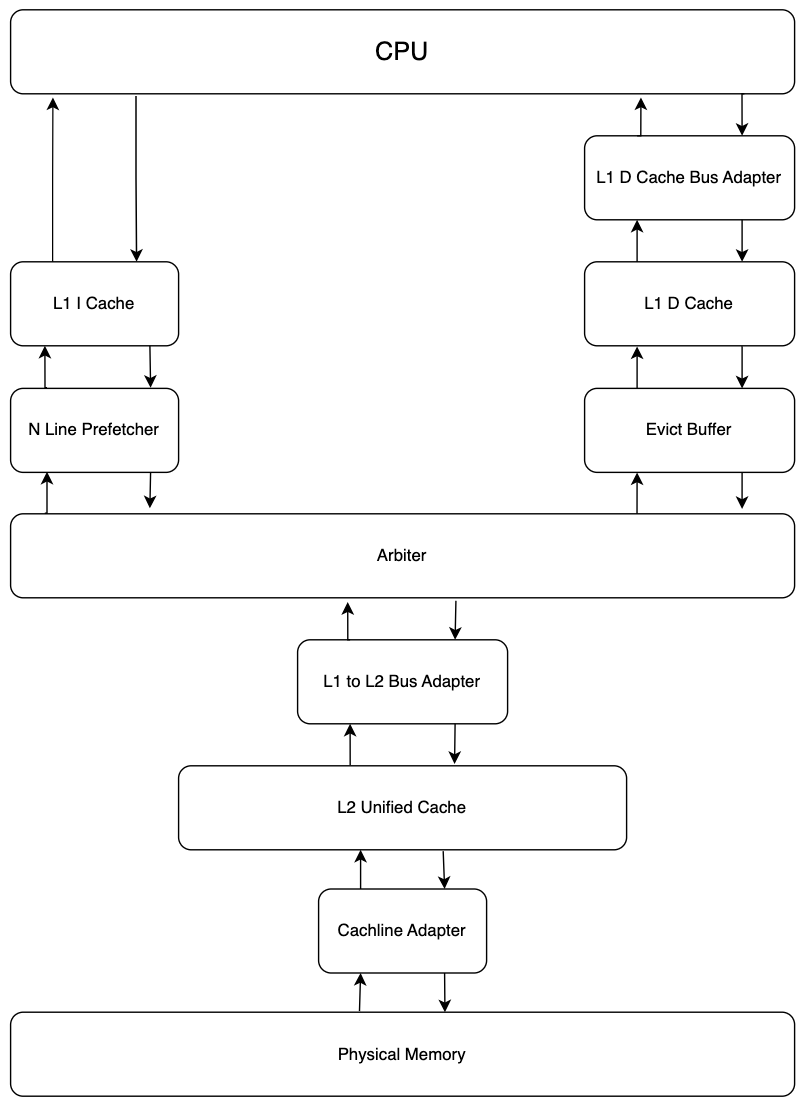 CPU
L1 D Cache Bus Adapter
L1 I Cache
L1 D Cache
N Line Prefetcher
Evict Buffer
Arbiter
L1 to L2 Bus Adapter
L2 Unified Cache
Cachline Adapter
Physical Memory